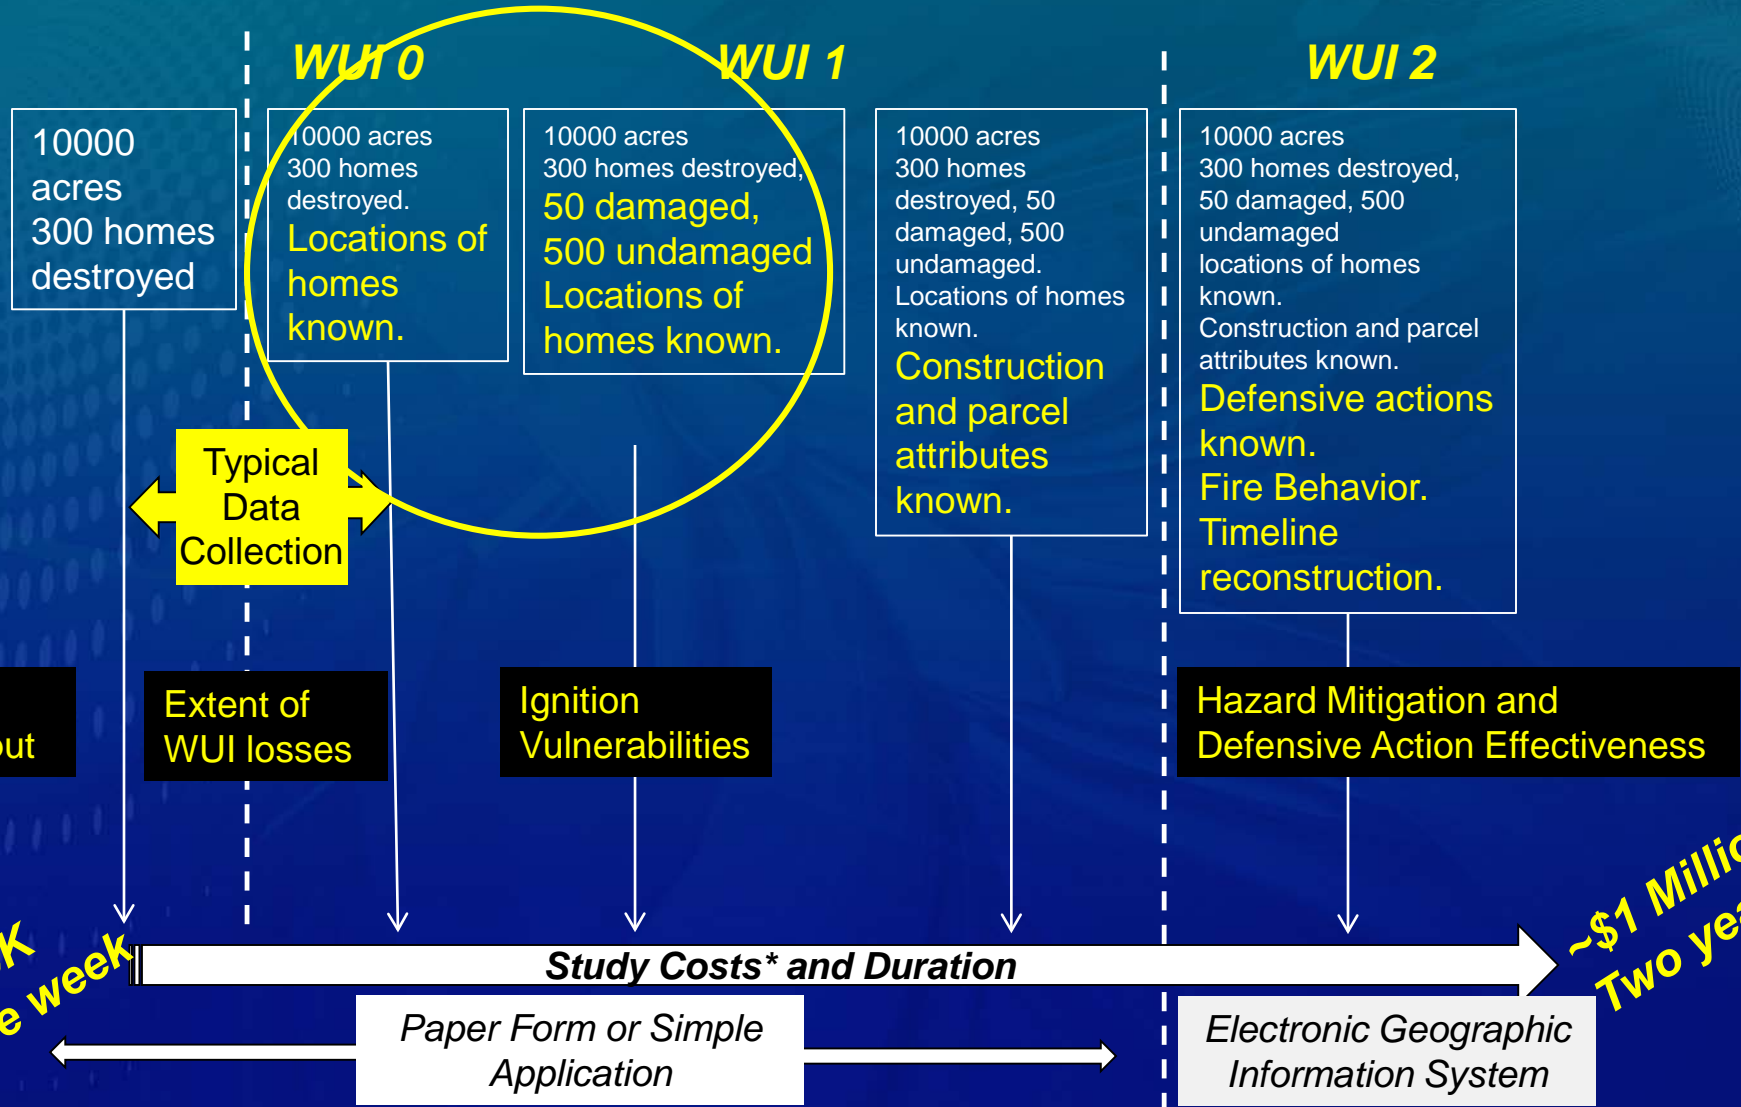 WUI 0
WUI 1
WUI 2
10000
acres
300 homes
destroyed
10000 acres
300 homes
destroyed.
Locations of
homes
known.
10000 acres
300 homes destroyed,
50 damaged,
500 undamaged
Locations of
homes known.
10000 acres
300 homes
destroyed, 50
damaged, 500
undamaged.
Locations of homes
known.
Construction
and parcel
attributes
known.
10000 acres
300 homes destroyed,
50 damaged, 500
undamaged
locations of homes
known.
Construction and parcel
attributes known.
Defensive actions
known.
Fire Behavior.
Timeline
reconstruction.
Typical
Data
Collection
Extent of
WUI losses
Ignition
Vulnerabilities
Hazard Mitigation and
Defensive Action Effectiveness
week
~$1
Two
Study Costs* and Duration
Paper Form or Simple
Application
Electronic Geographic
Information System